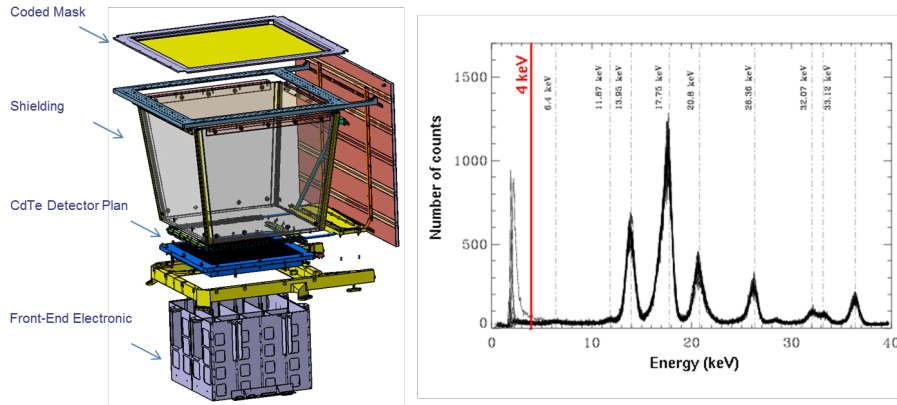 Coded Mask
Shielding
CdTe Detector Plan
Front-End Electronic
4 keV
6.4 keV
11.87 keV
13.95 keV
17.75 keV
20.8 keV
26.36 keV
32.07 keV
33.12 keV
1500
1000
500
0
Number of counts
0
10
20
30
40
Energy (keV)